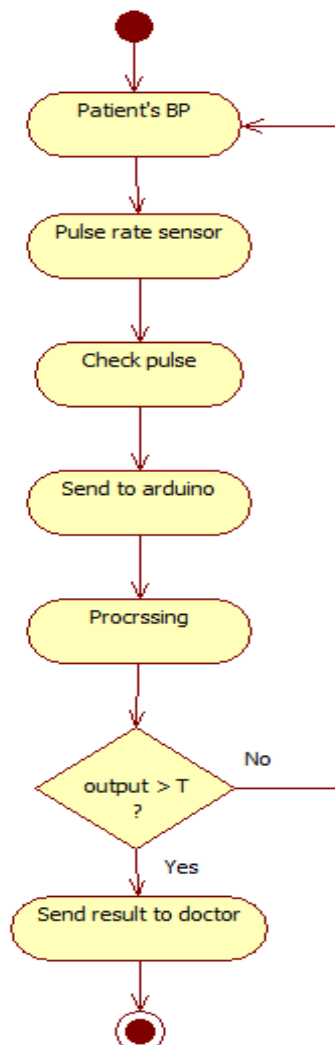 Patient's BP
Pulse rate sensor
Check pulse
Send to arduino
Procrssing
output > T
?
No
Yes
Send result to doctor